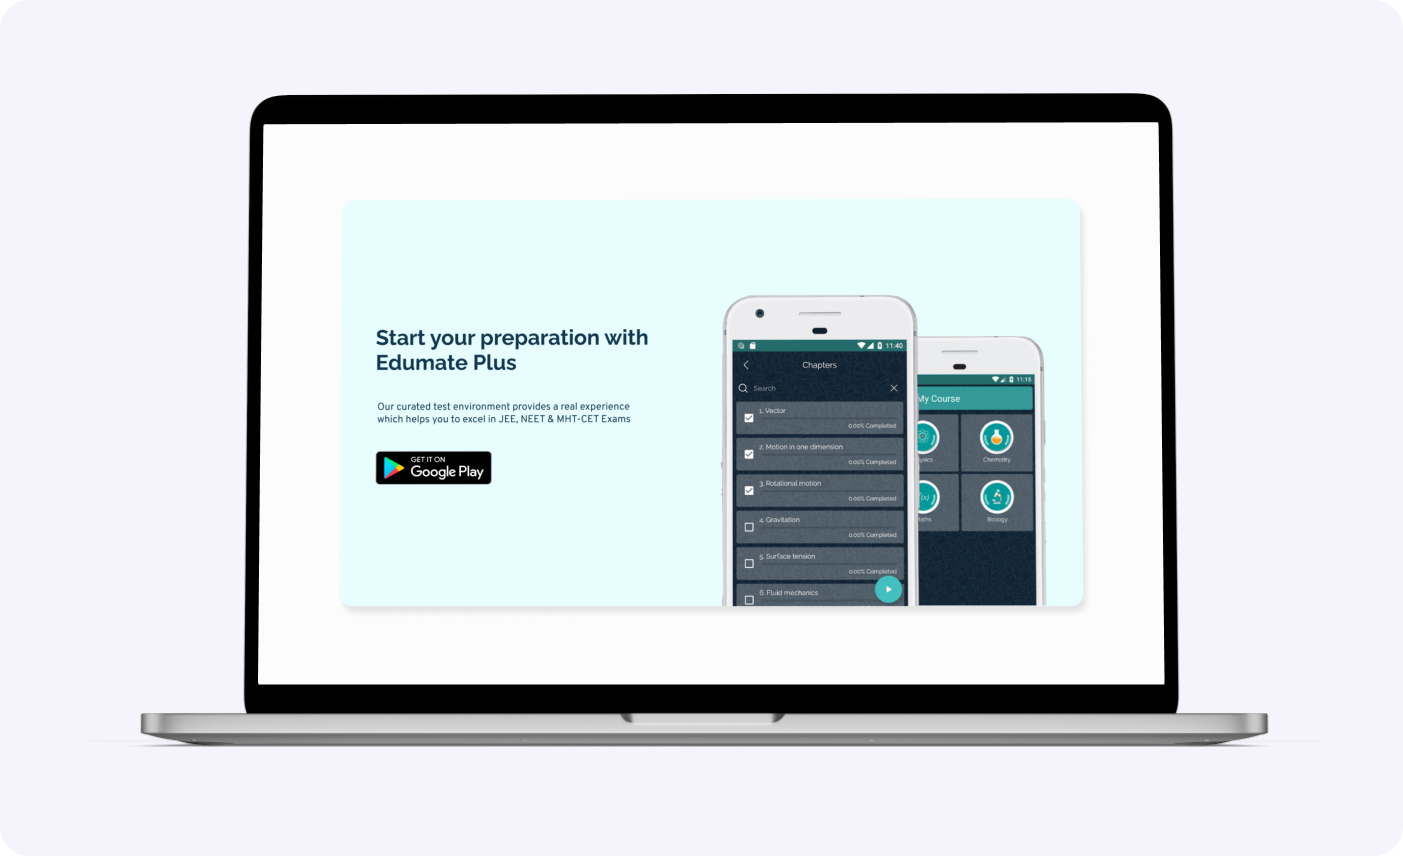 Start your preparation with
Edumate Plus
Our curated test environment provides a real experience
which helps you to excel in JEE, NEET & MHT-CET Exams
GET IT ON
Google Play
11:40
Chapters
Search
1. Vector
0.00% Completed
2. Motion in one dimension
0.00% Completed
3. Rotational motion
0.00% Completed
4. Gravitation
0.00% Completed
5. Surface tension
0.00% Completed
6. Fluid mechanics
11:15
My Course
Chemistry
Biology